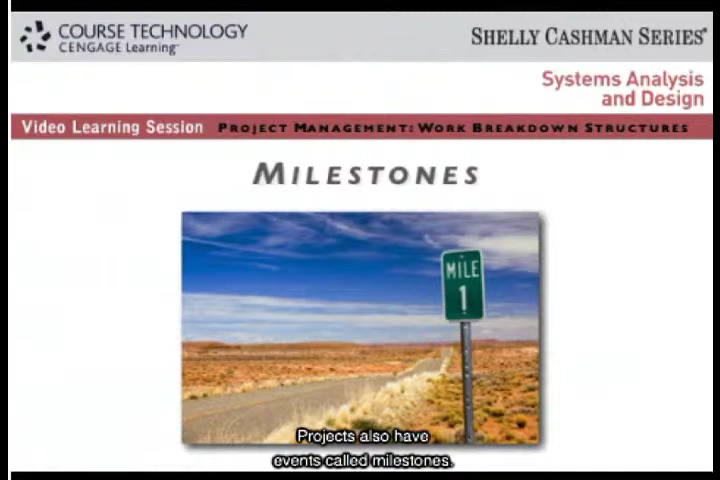 COURSE TECHNOLOGY
CENGAGE Learning™
SHELLY CASHMAN SERIES®
Systems Analysis
and Design
Video Learning Session PROJECT MANAGEMENT: WORK BREAKDOWN STRUCTURES
MILESTONES
MILE
1
Projects also have
events called milestones.